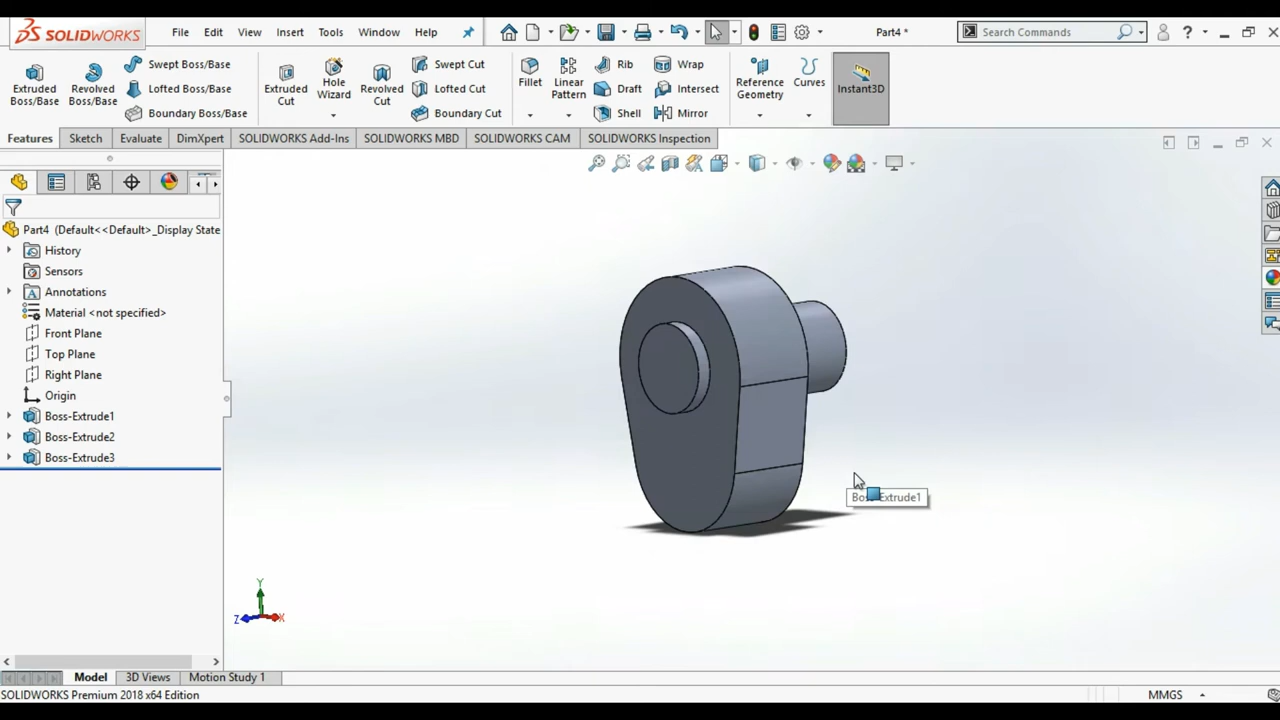 SOLIDWORKS File Edit View Insert Tools Window Help Part4 * Search Commands ?
Extruded Boss/Base
Revolved Boss/Base
Swept Boss/Base
Lofted Boss/Base
Boundary Boss/Base
Extruded Cut
Hole Wizard
Revolved Cut
Swept Cut
Lofted Cut
Boundary Cut
Fillet
Linear Pattern
Rib
Draft
Shell
Wrap
Intersect
Mirror
Reference Geometry
Curves
Instant3D
Features Sketch Evaluate DimXpert SOLIDWORKS Add-Ins SOLIDWORKS MBD SOLIDWORKS CAM SOLIDWORKS Inspection
Part4 (Default<<Default>_Display State
History
Sensors
Annotations
Material <not specified>
Front Plane
Top Plane
Right Plane
Origin
Boss-Extrude1
Boss-Extrude2
Boss-Extrude3
Extrude1
Y
Z X
Model 3D Views Motion Study 1
SOLIDWORKS Premium 2018 x64 Edition MMGS